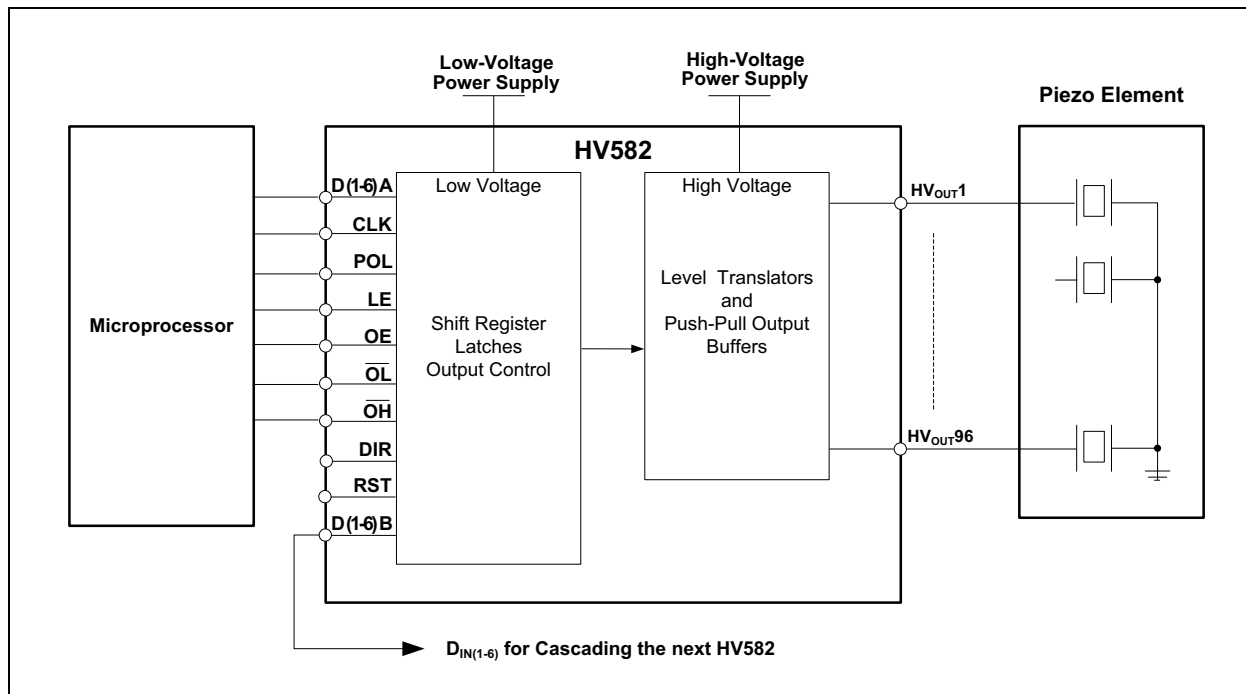 Low-Voltage
Power Supply
High-Voltage
Power Supply
Piezo Element
HV582
Microprocessor
D(1-6)A
CLK
POL
LE
OE
O̅L̅
O̅H̅
DIR
RST
D(1-6)B
Low Voltage
Shift Register
Latches
Output Control
High Voltage
Level Translators
and
Push-Pull Output
Buffers
HVOUT1
HVOUT96
DIN(1-6) for Cascading the next HV582